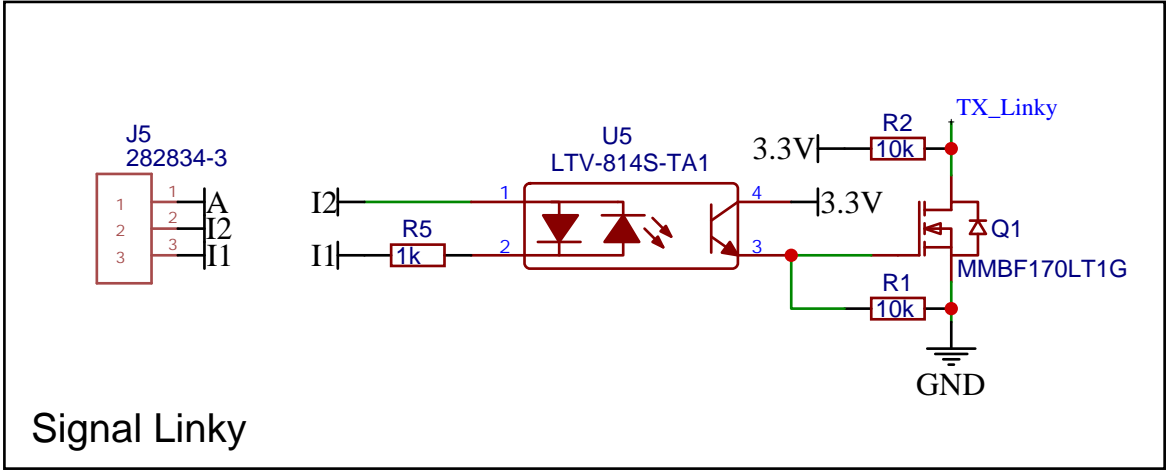 J5
282834-3
1
2
3
1
2
3
A
I2
I1
I2
I1
R5
1k
U5
LTV-814S-TA1
1
2
4
3
3.3V
3.3V
R2
10k
TX_Linky
Q1
MMBF170LT1G
R1
10k
GND
Signal Linky